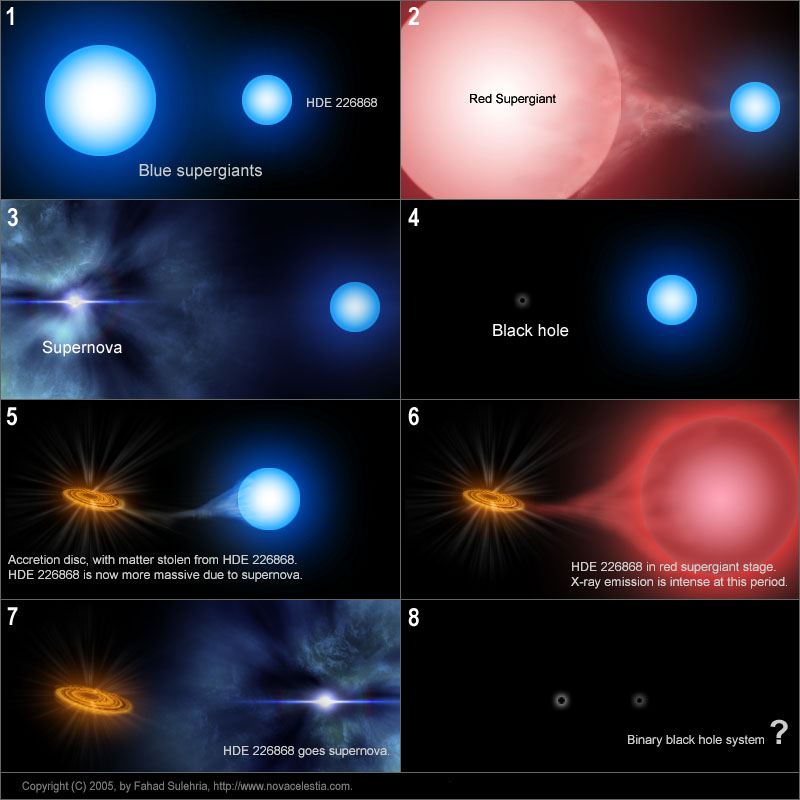 1
HDE 226868
Blue supergiants
2
Red Supergiant
3
Supernova
4
Black hole
5
Accretion disc, with matter stolen from HDE 226868.
HDE 226868 is now more massive due to supernova.
6
HDE 226868 in red supergiant stage.
X-ray emission is intense at this period.
7
HDE 226868 goes supernova.
8
Binary black hole system ?
Copyright (C) 2005, by Fahad Sulehria, http://www.novacelestia.com.